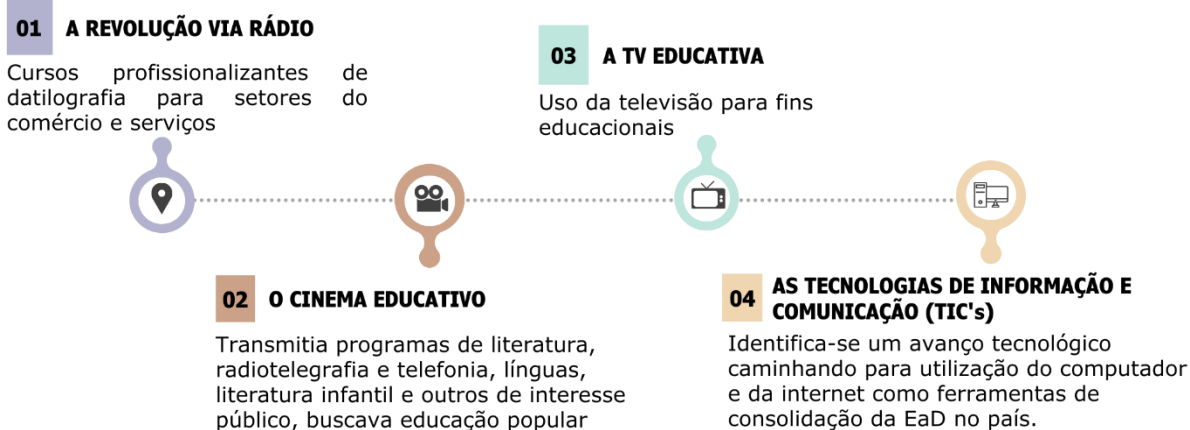 01 A REVOLUÇÃO VIA RÁDIO
Cursos profissionalizantes de
datilografia para setores do
comércio e serviços
02 O CINEMA EDUCATIVO
Transmitia programas de literatura,
radiotelegrafia e telefonia, línguas,
literatura infantil e outros de interesse
público, buscava educação popular
03 A TV EDUCATIVA
Uso da televisão para fins
educacionais
04 AS TECNOLOGIAS DE INFORMAÇÃO E
COMUNICAÇÃO (TIC's)
Identifica-se um avanço tecnológico
caminhando para utilização do computador
e da internet como ferramentas de
consolidação da EaD no país.